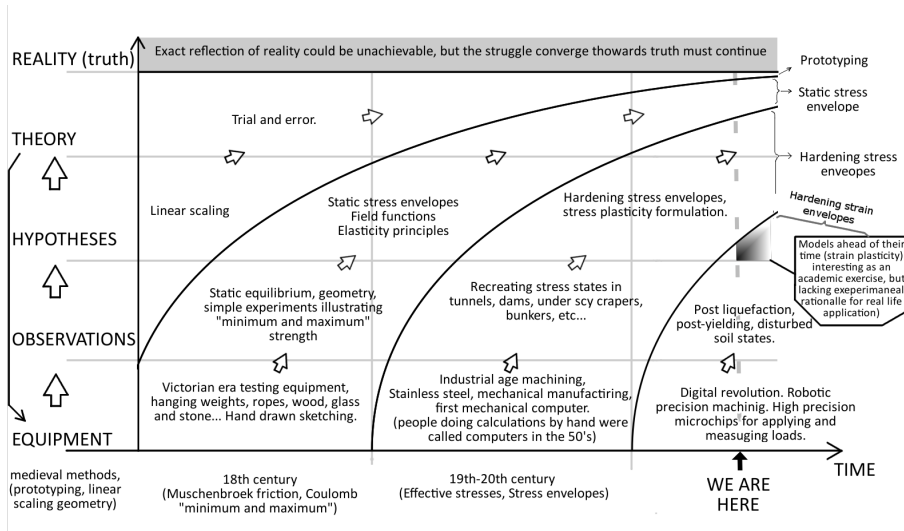 REALITY (truth)
Exact reflection of reality could be unachievable, but the struggle converge thowards truth must continue
Prototyping
Static stress
envelope
Trial and error.
THEORY
Hardening stress
enveopes
Linear scaling
Static stress envelopes
Field functions
Elasticity principles
Hardening stress envelopes,
stress plasticity formulation.
Hardening strain
envelopes
HYPOTHESES
Models ahead of their
time (strain plasticity)
interesting as an
academic exercise, but
lacking experimaneal
rationalle for real life
application)
Static equilibrium, geometry,
simple experiments illustrating
"minimum and maximum"
strength
Recreating stress states in
tunnels, dams, under scy crapers,
bunkers, etc...
Post liquefaction,
post-yielding, disturbed
soil states.
OBSERVATIONS
Victorian era testing equipment,
hanging weights, ropes, wood, glass
and stone... Hand drawn sketching.
Industrial age machining,
Stainless steel, mechanical manufactiring,
first mechanical computer.
(people doing calculations by hand were
called computers in the 50's)
Digital revolution. Robotic
precision machinig. High precision
microchips for applying and
measuging loads.
EQUIPMENT
TIME
medieval methods,
(prototyping, linear
scaling geometry)
18th century
(Muschenbroek friction, Coulomb
"minimum and maximum")
19th-20th century
(Effective stresses, Stress envelopes)
WE ARE
HERE